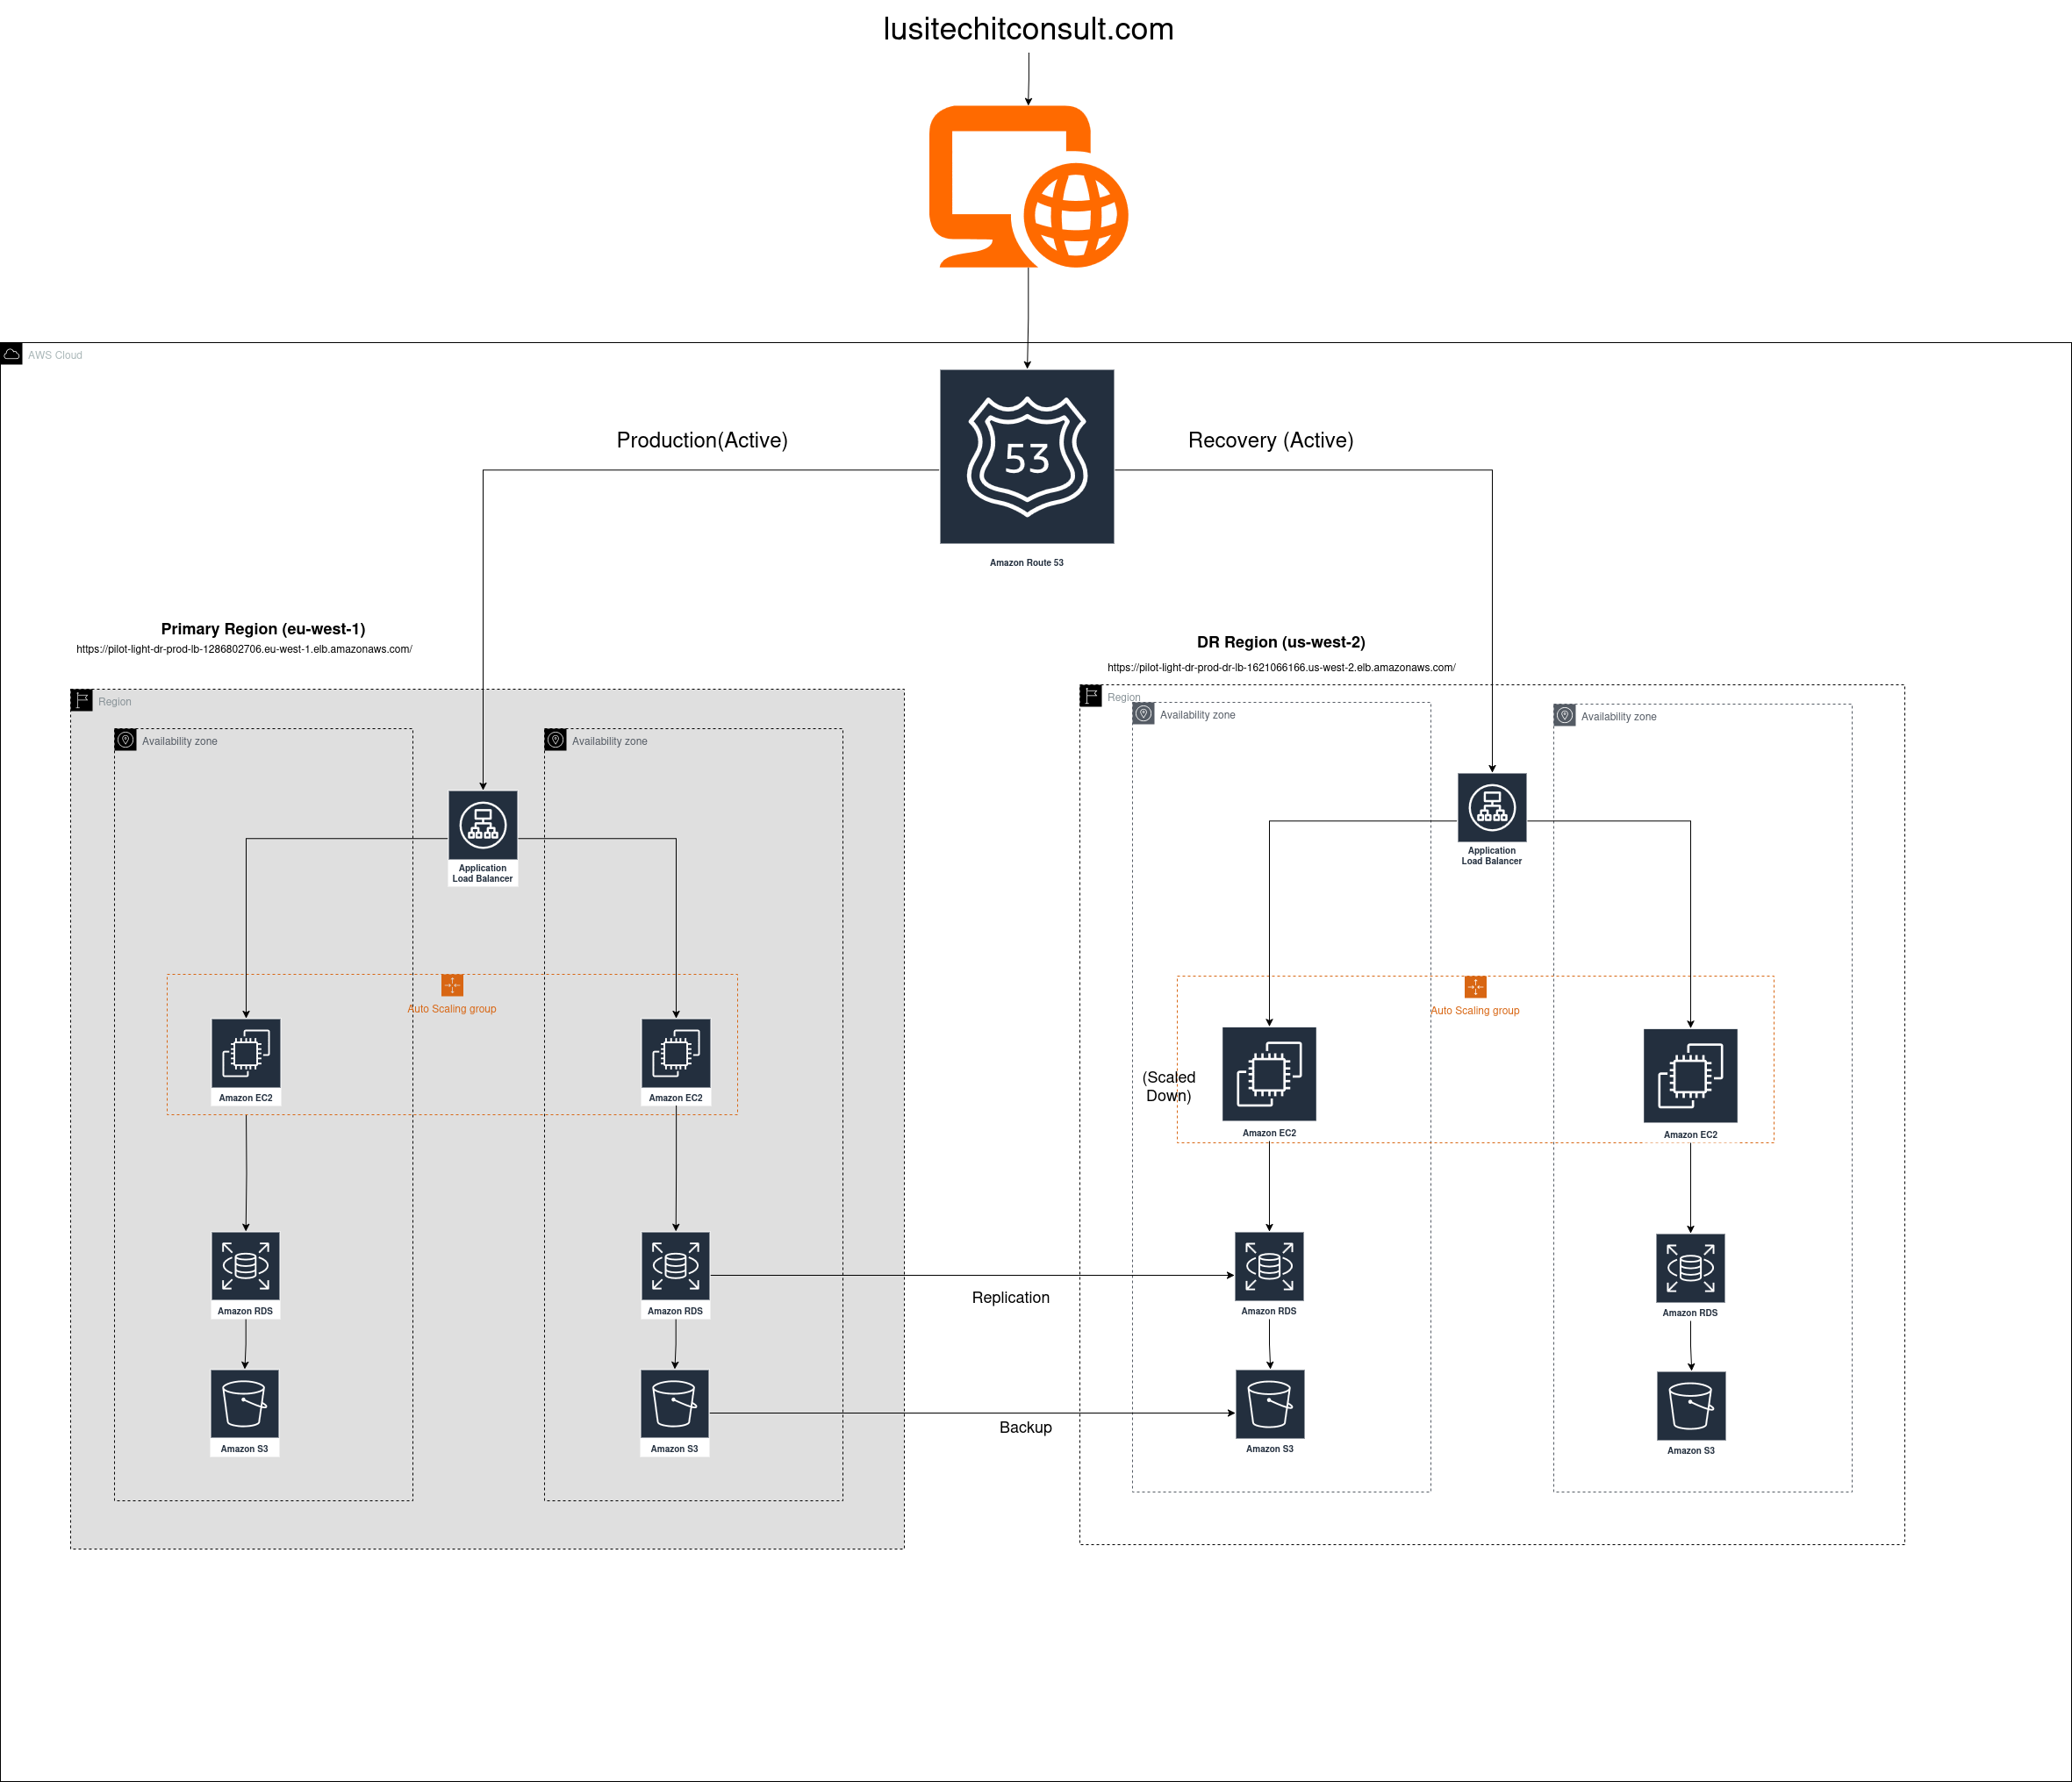 lusitechitconsult.com
AWS Cloud
53
Production(Active)
Recovery (Active)
Amazon Route 53
Primary Region (eu-west-1)
https://pilot-light-dr-prod-lb-1286802706.eu-west-1.elb.amazonaws.com/
DR Region (us-west-2)
https://pilot-light-dr-prod-dr-lb-1621066166.us-west-2.elb.amazonaws.com/
Region
Availability zone
Availability zone
Application
Load Balancer
Auto Scaling group
Amazon EC2
Amazon EC2
Amazon RDS
Amazon RDS
Amazon S3
Amazon S3
Replication
Backup
Region
Availability zone
Availability zone
Application
Load Balancer
Auto Scaling group
(Scaled
Down)
Amazon EC2
Amazon EC2
Amazon RDS
Amazon RDS
Amazon S3
Amazon S3